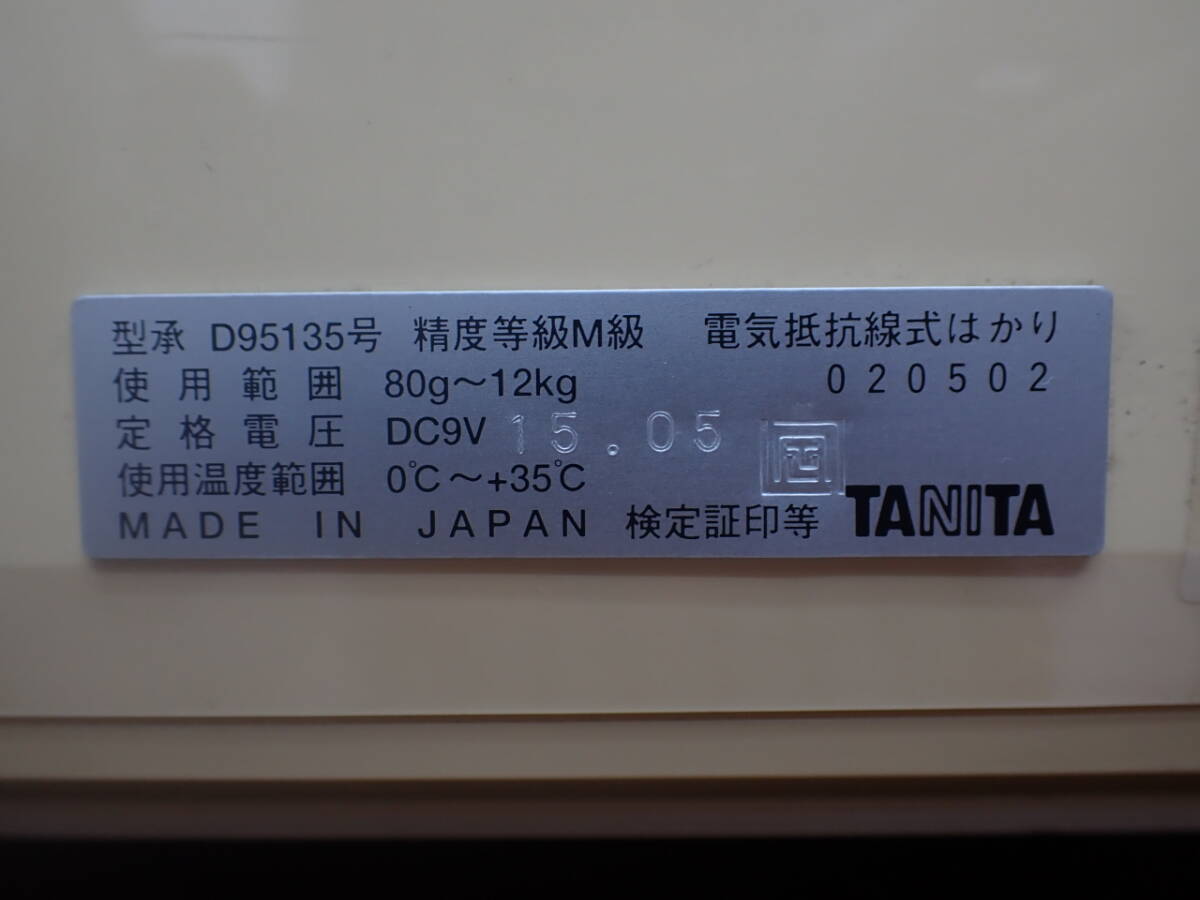 型承 D95135号 精度等級M級 電気抵抗線式はかり
使用範囲 80g～12kg 020502
定格電圧 DC9V 15.05
使用温度範囲 0℃～+35℃
MADE IN JAPAN 検定証印等 TANITA